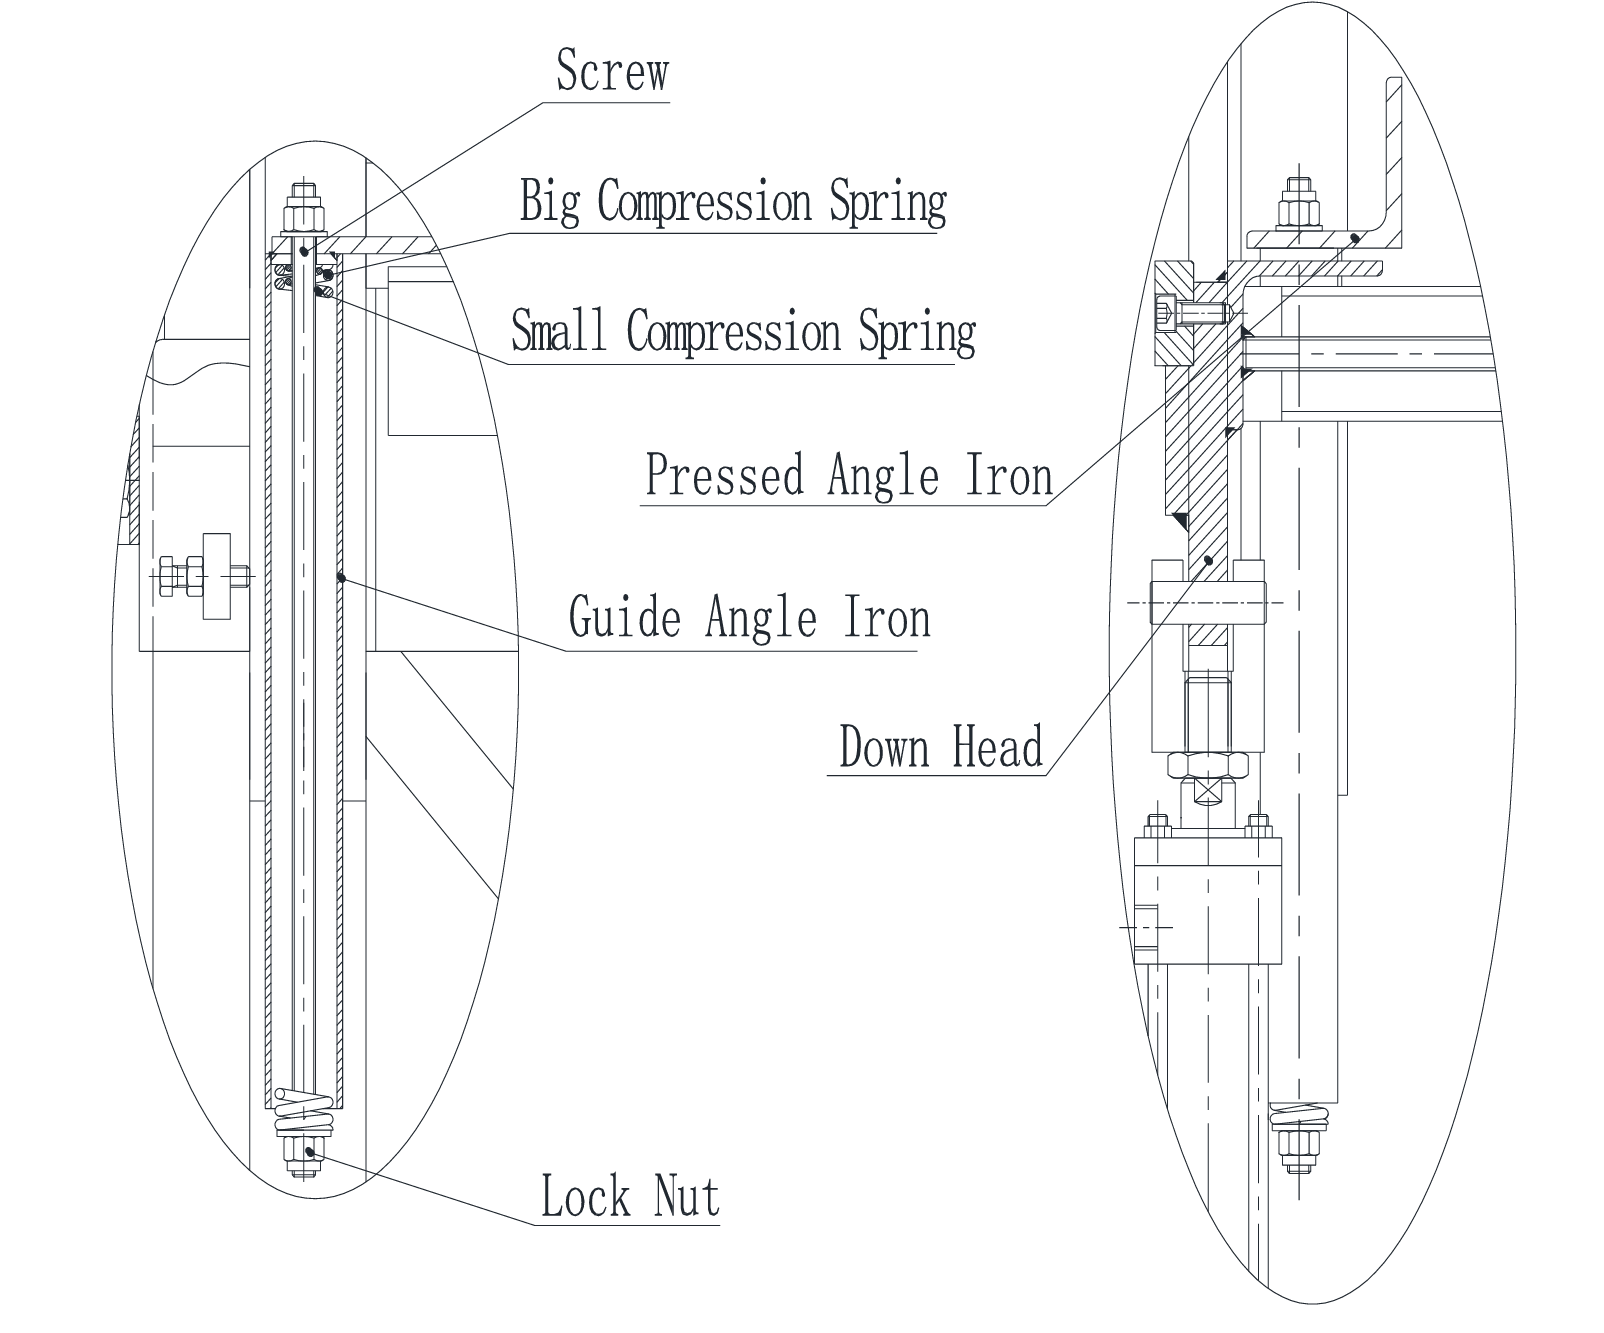 Screw
Big Compression Spring
Small Compression Spring
Pressed Angle Iron
Guide Angle Iron
Down Head
Lock Nut